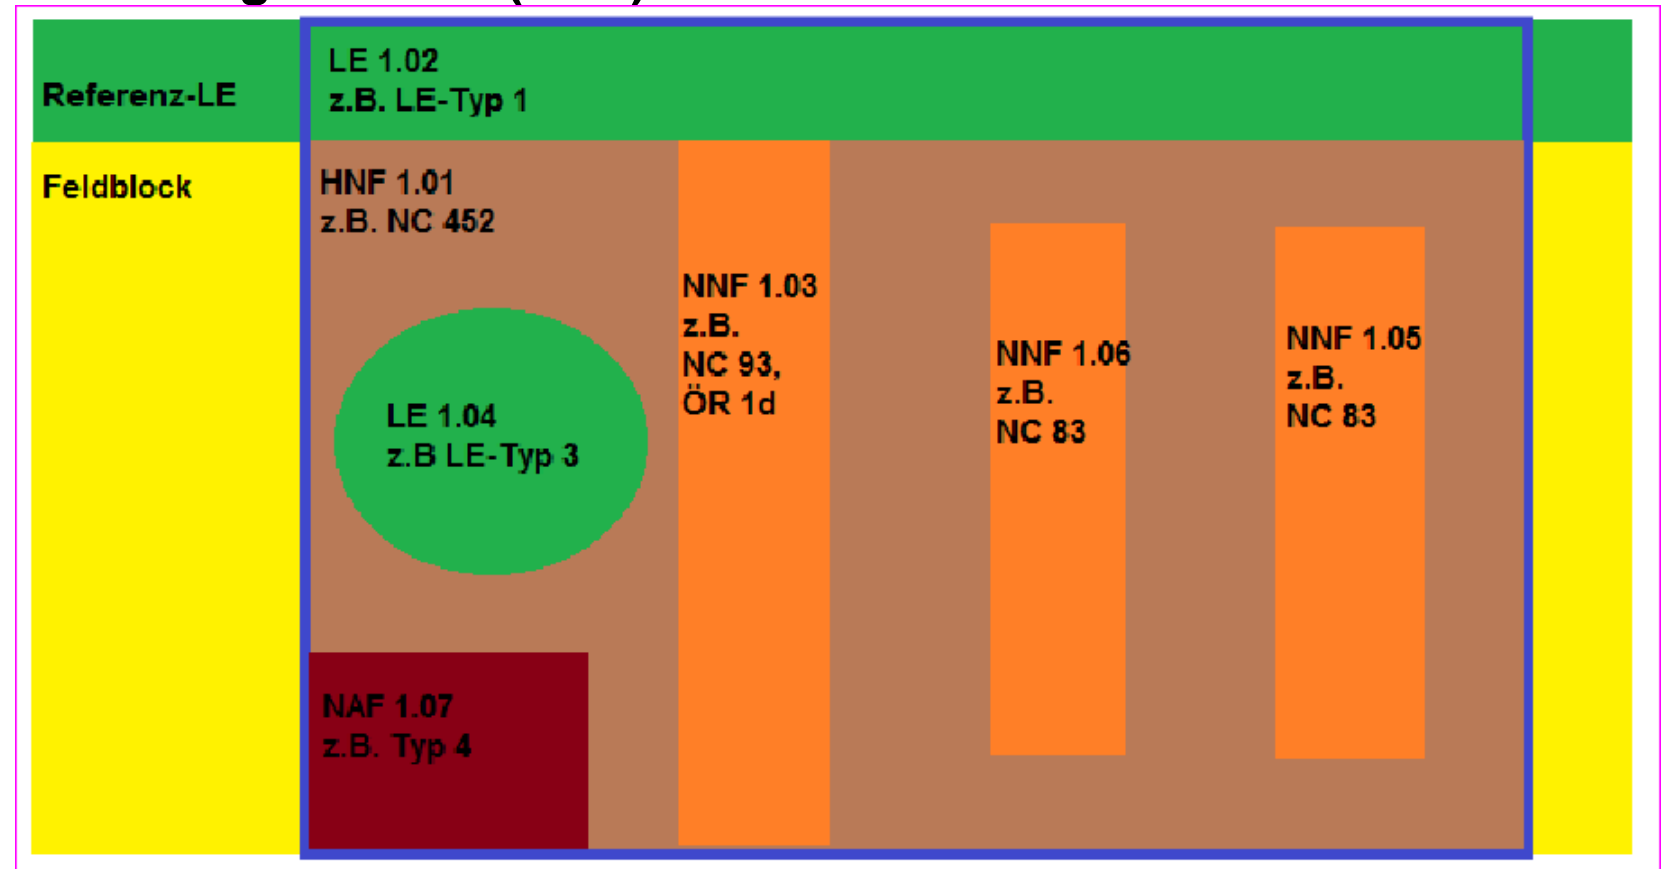 Referenz-LE
LE 1.02
z.B. LE-Typ 1
Feldblock
HNF 1.01
z.B. NC 452
NNF 1.03
z.B.
NC 93,
ÖR 1d
NNF 1.06
z.B.
NC 83
NNF 1.05
z.B.
NC 83
LE 1.04
z.B LE-Typ 3
NAF 1.07
z.B. Typ 4